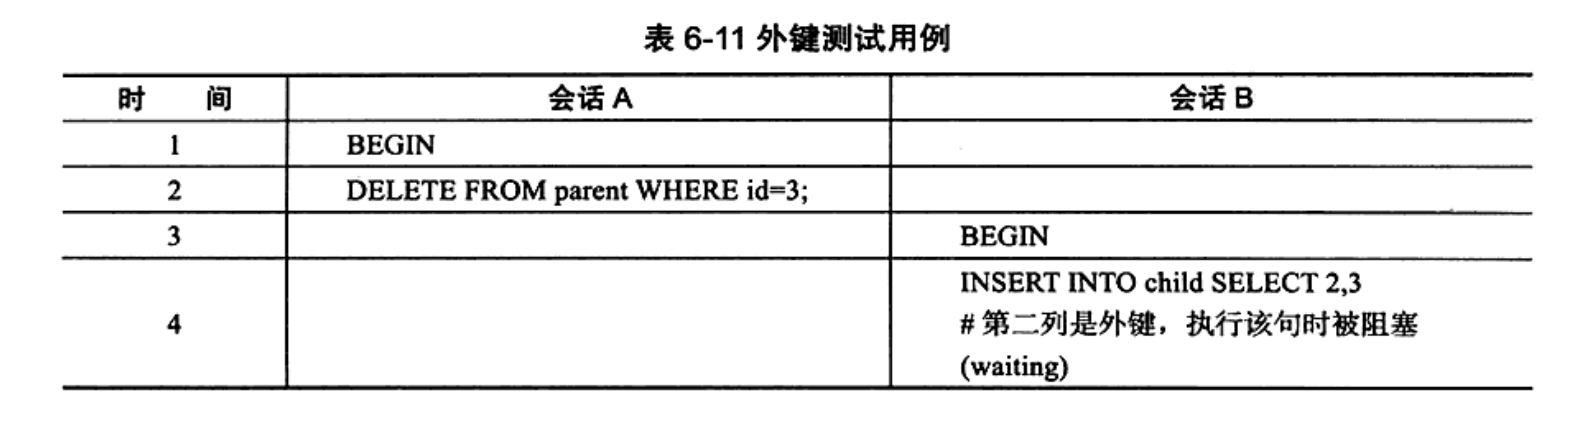 表 6-11 外键测试用例
时 间 会话 A 会话 B
1 BEGIN
2 DELETE FROM parent WHERE id=3;
3 BEGIN
INSERT INTO child SELECT 2,3
4 # 第二列是外键，执行该句时被阻塞
(waiting)